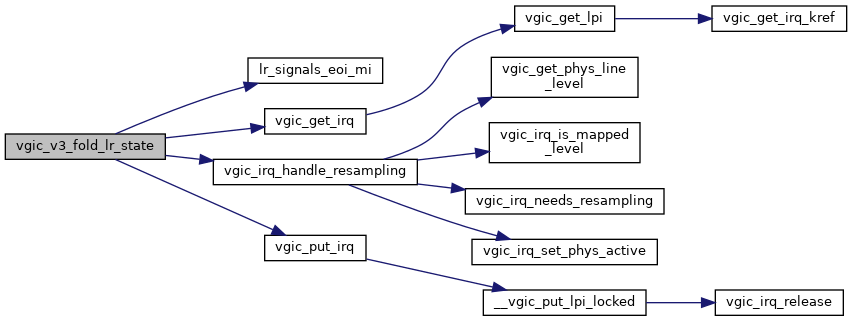 vgic_v3_fold_lr_state
lr_signals_eoi_mi
vgic_get_irq
vgic_irq_handle_resampling
vgic_put_irq
vgic_get_lpi
vgic_get_phys_line
_level
vgic_irq_is_mapped
_level
vgic_irq_needs_resampling
vgic_irq_set_phys_active
__vgic_put_lpi_locked
vgic_get_irq_kref
vgic_irq_release